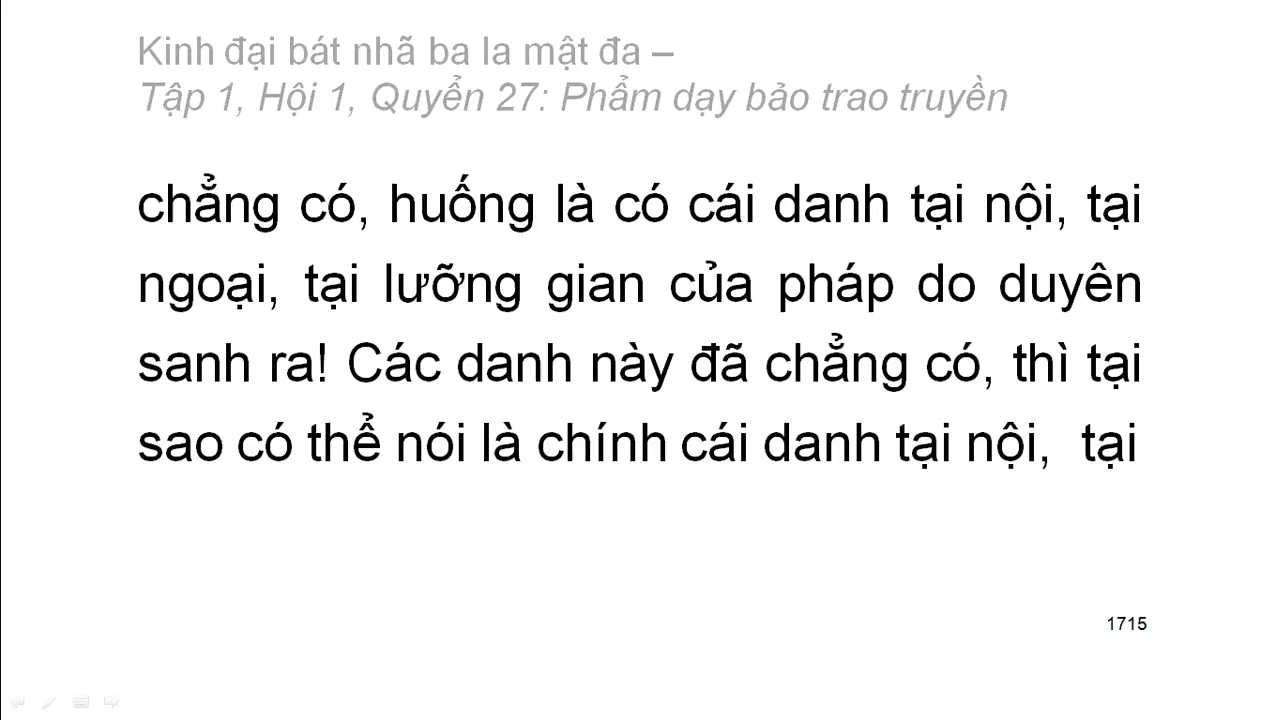 Kinh đại bát nhã ba la mật đa –
Tập 1, Hội 1, Quyển 27: Phẩm dạy bảo trao truyền
chẳng có, huống là có cái danh tại nội, tại
ngoại, tại lưỡng gian của pháp do duyên
sanh ra! Các danh này đã chẳng có, thì tại
sao có thể nói là chính cái danh tại nội, tại
1715